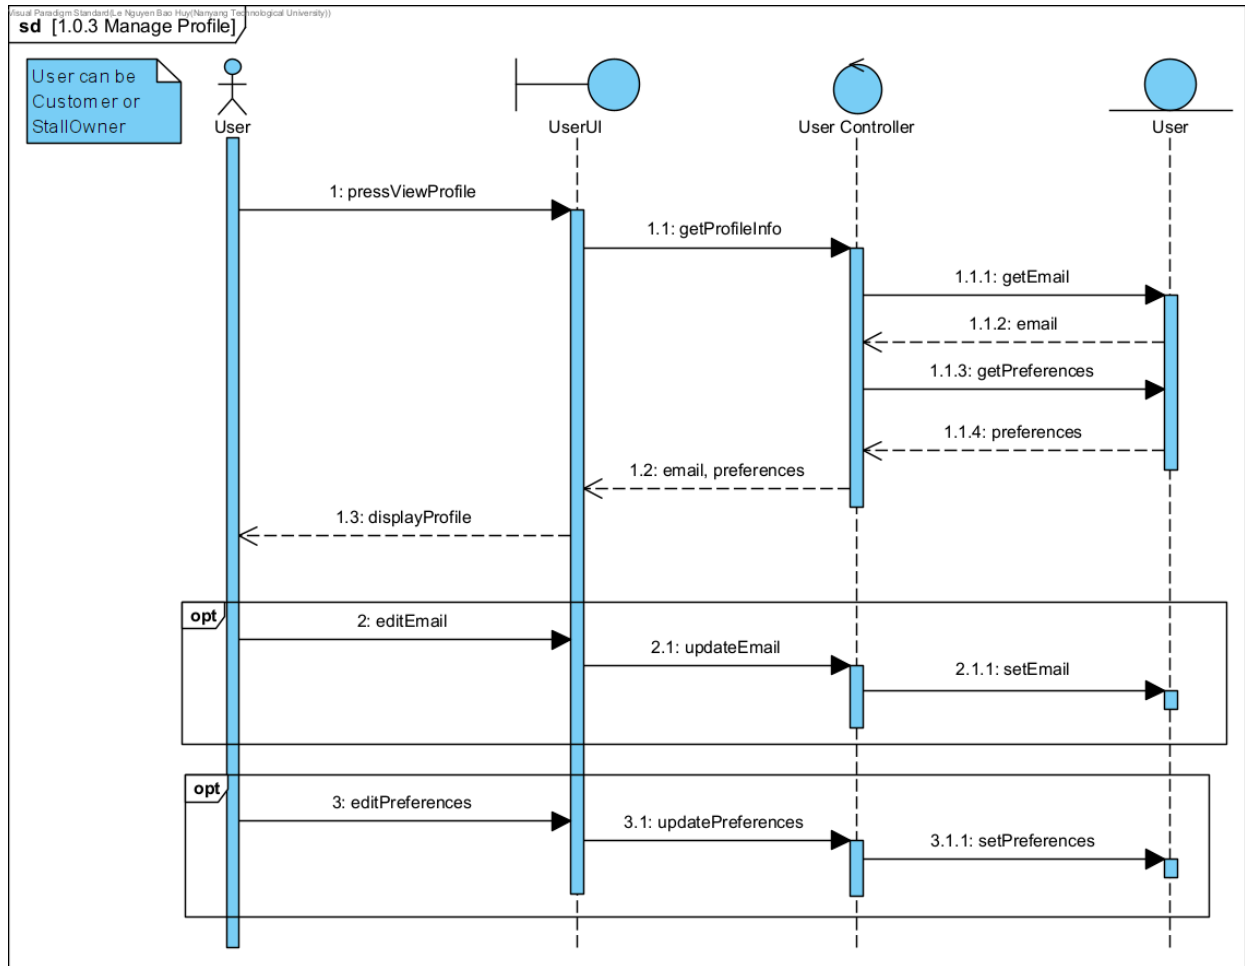 Visual Paradigm Standard(Le Nguyen Bao Huy(Nanyang Technological University))
sd [1.0.3 Manage Profile]
User can be
Customer or
StallOwner
User
UserUI
User Controller
User
1: pressViewProfile
1.1: getProfileInfo
1.1.1: getEmail
1.1.2: email
1.1.3: getPreferences
1.1.4: preferences
1.2: email, preferences
1.3: displayProfile
opt
2: editEmail
2.1: updateEmail
2.1.1: setEmail
opt
3: editPreferences
3.1: updatePreferences
3.1.1: setPreferences